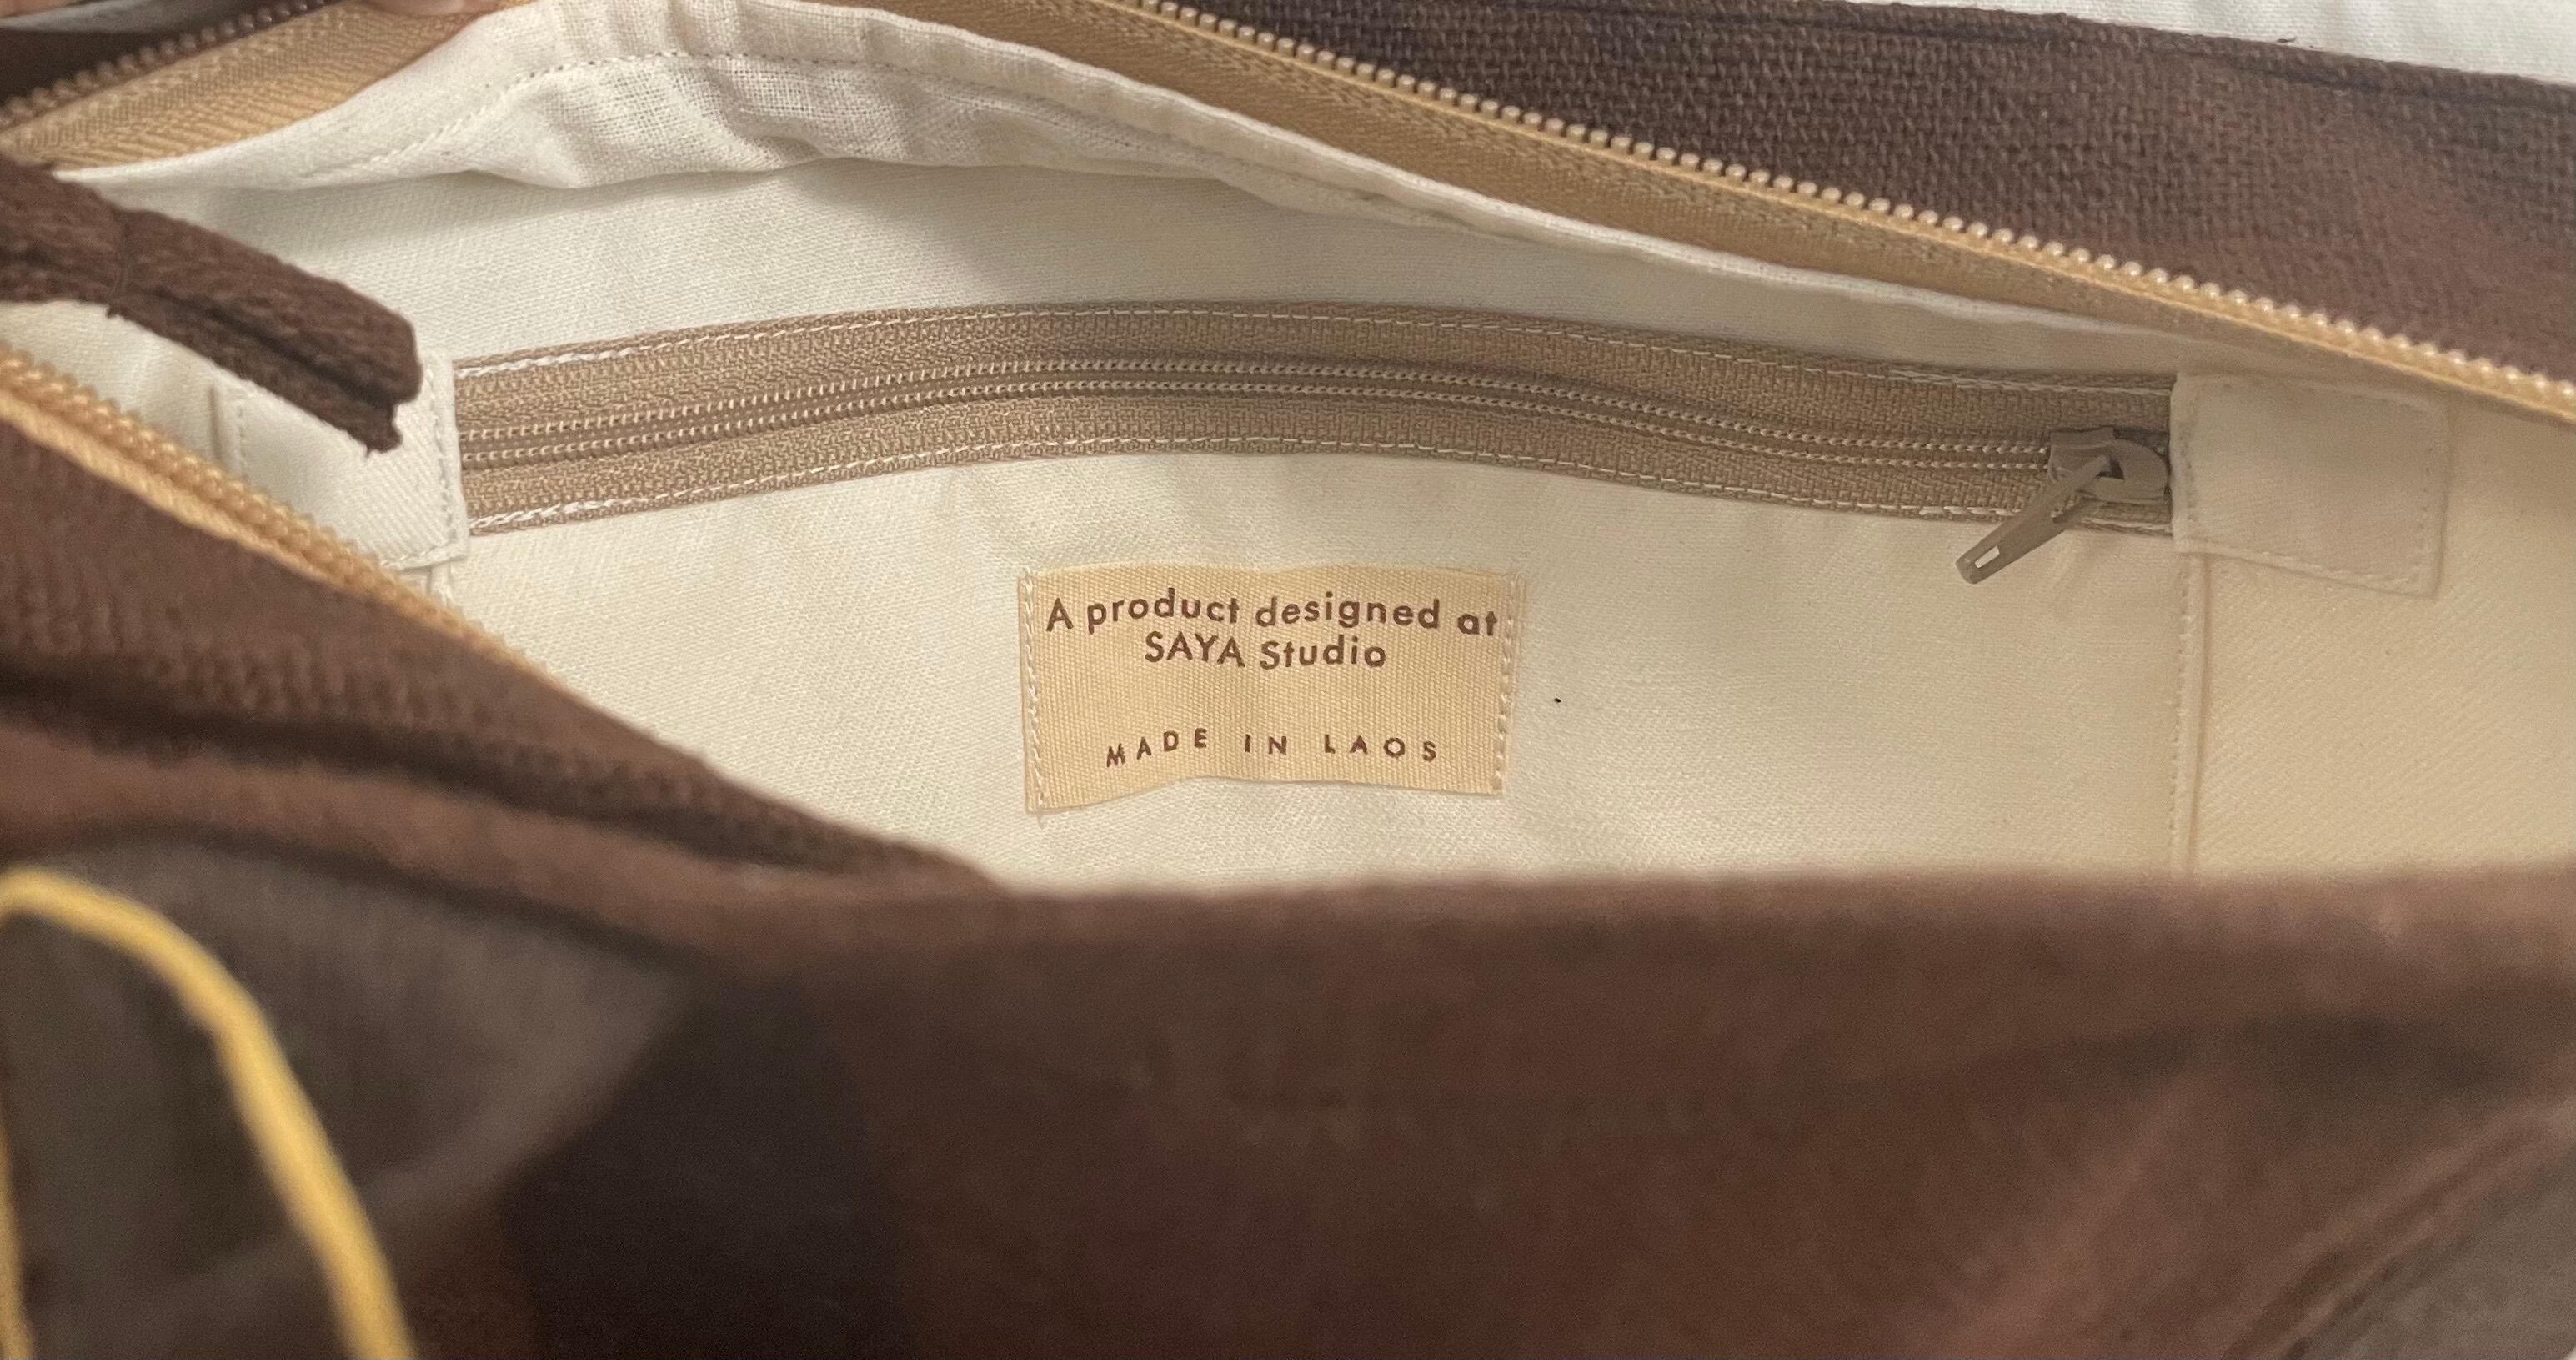 A product designed at
SAYA Studio
MADE IN LAOS